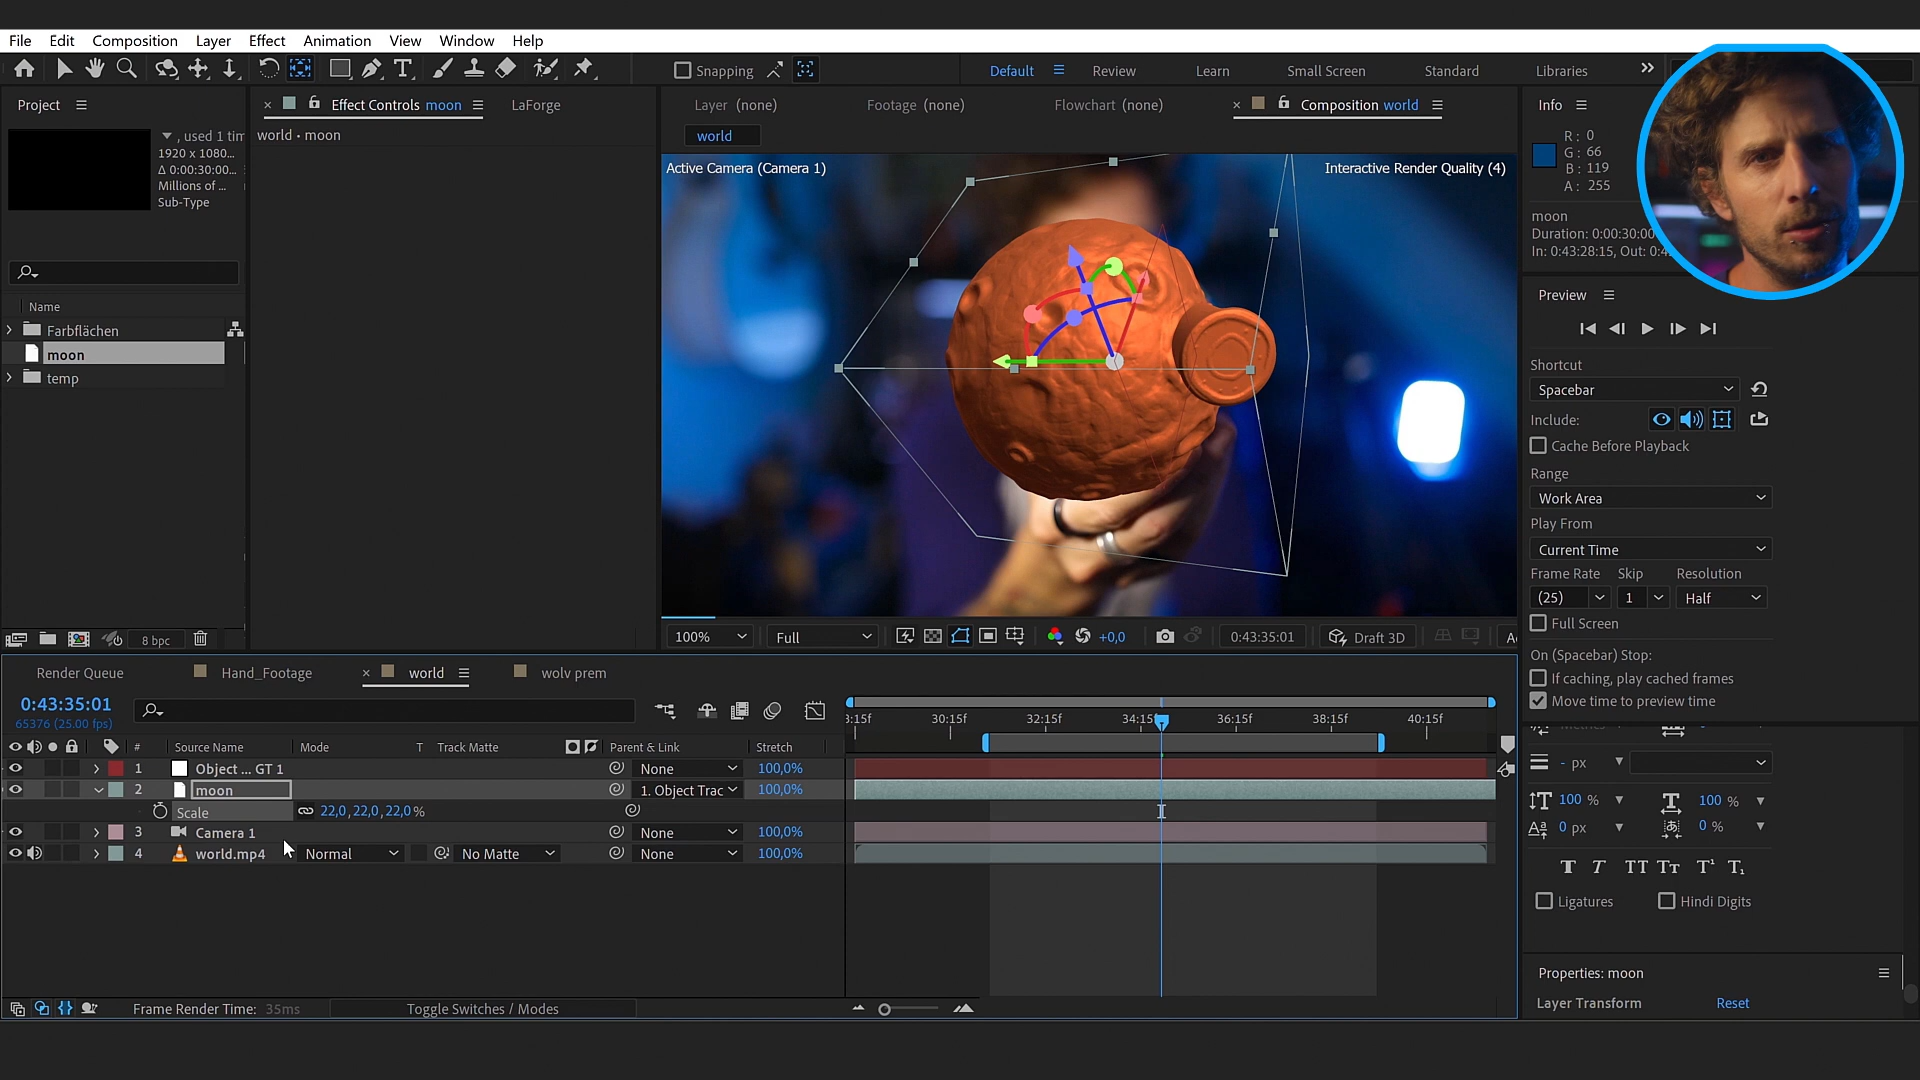 File Edit Composition Layer Effect Animation View Window Help
Snapping
Default Review Learn Small Screen Standard Libraries
Project
Effect Controls moon
LaForge
Layer (none) Footage (none) Flowchart (none) × Composition world
Info
, used 1 tim
1920 x 1080...
Δ 0:00:30:00...
Millions of ...
Sub-Type
world • moon
world
R: 0
G: 66
B: 119
A: 255
Active Camera (Camera 1)
Interactive Render Quality (4)
moon
Duration: 0:00:30:00
In: 0:43:28:15, Out: 0:4
Name
Farbflächen
moon
temp
Preview
Shortcut
Spacebar
Include:
Cache Before Playback
Range
Work Area
Play From
Current Time
Frame Rate Skip Resolution
(25) 1 Half
Full Screen
On (Spacebar) Stop:
If caching, play cached frames
Move time to preview time
8 bpc
100% Full +0,0 0:43:35:01 Draft 3D
Render Queue Hand_Footage × world wolv prem
0:43:35:01
65376 (25.00 fps)
3:15f 30:15f 32:15f 34:15f 36:15f 38:15f 40:15f
# Source Name Mode T Track Matte Parent & Link Stretch
1 Object ... GT 1 None 100,0%
2 moon 1. Object Trac 100,0%
Scale 22,0,22,0,22,0%
3 Camera 1 None 100,0%
4 world.mp4 Normal No Matte None 100,0%
- px
100 % 100 %
0 px 0 %
T T TT Tт T¹ T₁
Ligatures Hindi Digits
Properties: moon
Layer Transform Reset
Frame Render Time: 35ms Toggle Switches / Modes